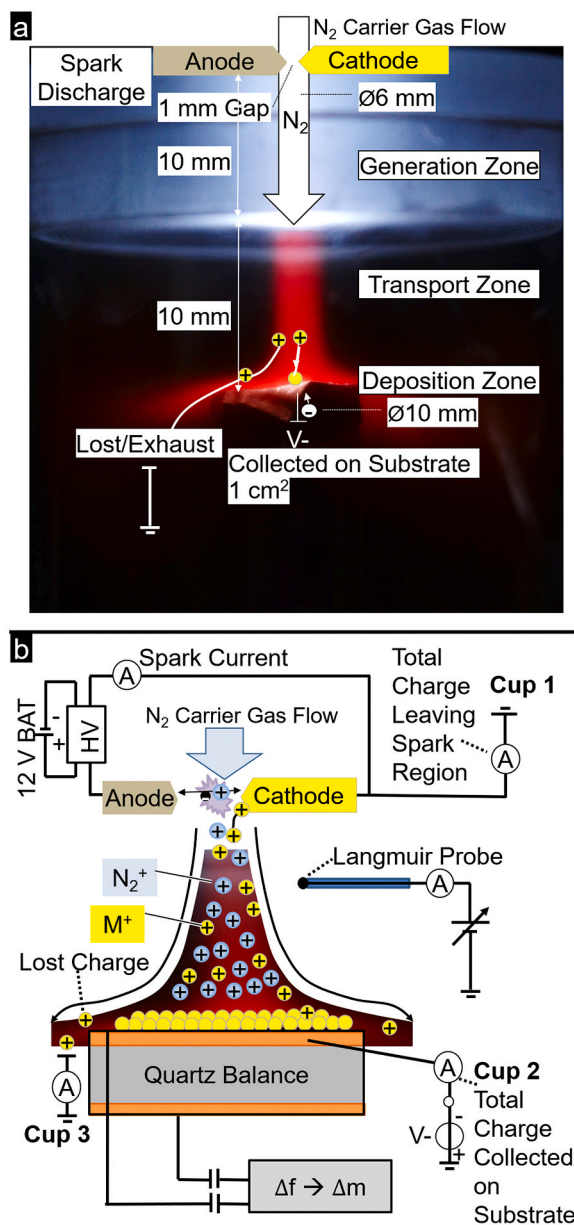 a
N₂ Carrier Gas Flow
Anode
Cathode
Spark
Discharge
1 mm Gap
Ø6 mm
N₂
10 mm
Generation Zone
Transport Zone
10 mm
+ +
+
Deposition Zone
-
Ø10 mm
V-
Lost/Exhaust
Collected on Substrate
1 cm²
b
Spark Current
A
Total
Charge
Leaving
Spark
Region
Cup 1
A
12 V BAT
- +
HV
N₂ Carrier Gas Flow
Anode
- +
Cathode
+
Langmuir Probe
A
N₂⁺
M⁺
Lost Charge
+
Quartz Balance
A
Cup 3
A
Cup 2
Total
Charge
Collected
on
Substrate
V-
-
+
Δf → Δm